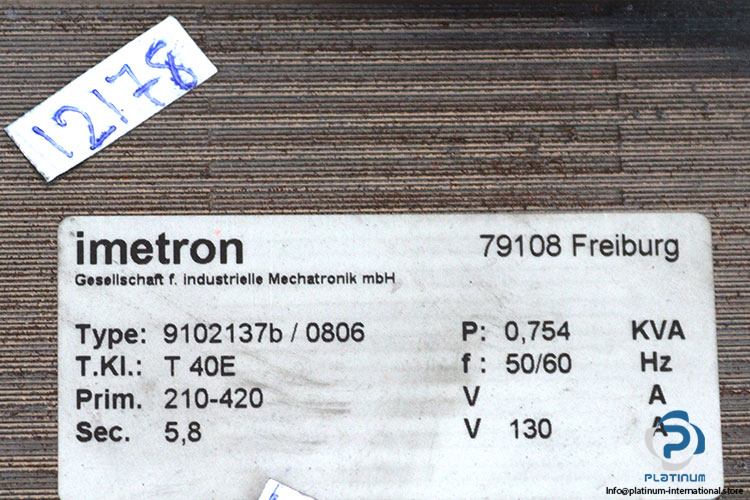 12178
imetron 79108 Freiburg
Gesellschaft f. industrielle Mechatronik mbH
Type: 9102137b / 0806 P: 0,754 KVA
T.Kl.: T 40E f : 50/60 Hz
Prim. 210-420 V A
Sec. 5,8 V 130 A
PLATINUM
Info@platinum-international.store